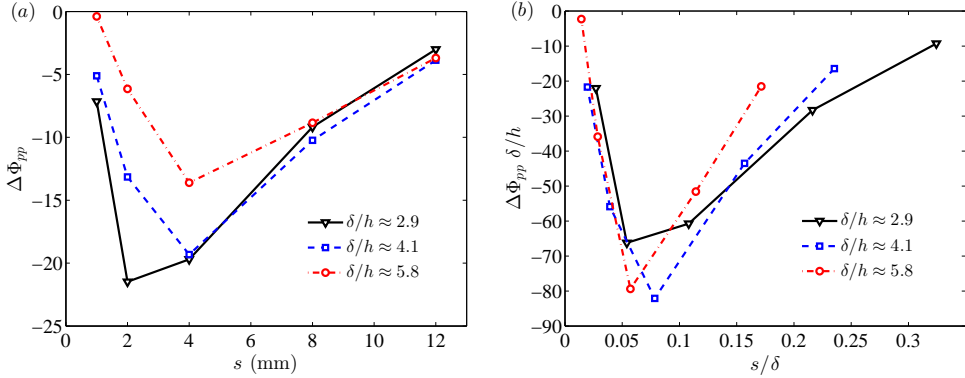 (a)
0
−5
−10
−15
−20
−25
ΔΦpp
δ/h ≈ 2.9
δ/h ≈ 4.1
δ/h ≈ 5.8
0 2 4 6 8 10 12
s (mm)
(b)
0
−10
−20
−30
−40
−50
−60
−70
−80
−90
ΔΦpp δ/h
δ/h ≈ 2.9
δ/h ≈ 4.1
δ/h ≈ 5.8
0 0.05 0.1 0.15 0.2 0.25 0.3
s/δ